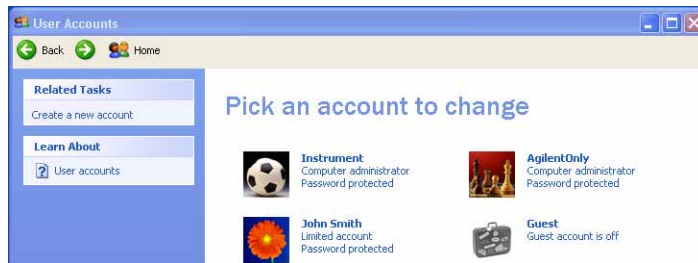 User Accounts
Back Home
Related Tasks
Create a new account
Learn About
User accounts
Pick an account to change
Instrument
Computer administrator
Password protected
AgilentOnly
Computer administrator
Password protected
John Smith
Limited account
Password protected
Guest
Guest account is off